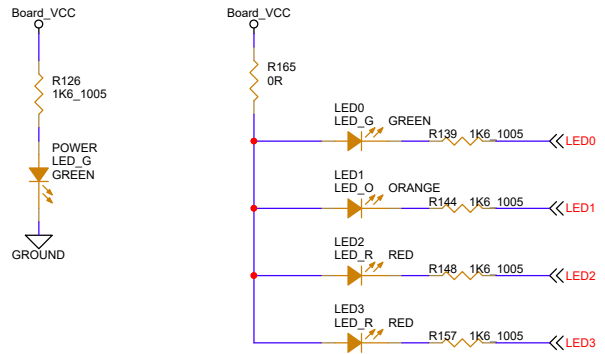 Board_VCC
R126
1K6_1005
POWER
LED_G
GREEN
GROUND
Board_VCC
R165
0R
LED0
LED_G GREEN
R139 1K6_1005
LED0
LED1
LED_O ORANGE
R144 1K6_1005
LED1
LED2
LED_R RED
R148 1K6_1005
LED2
LED3
LED_R RED
R157 1K6_1005
LED3